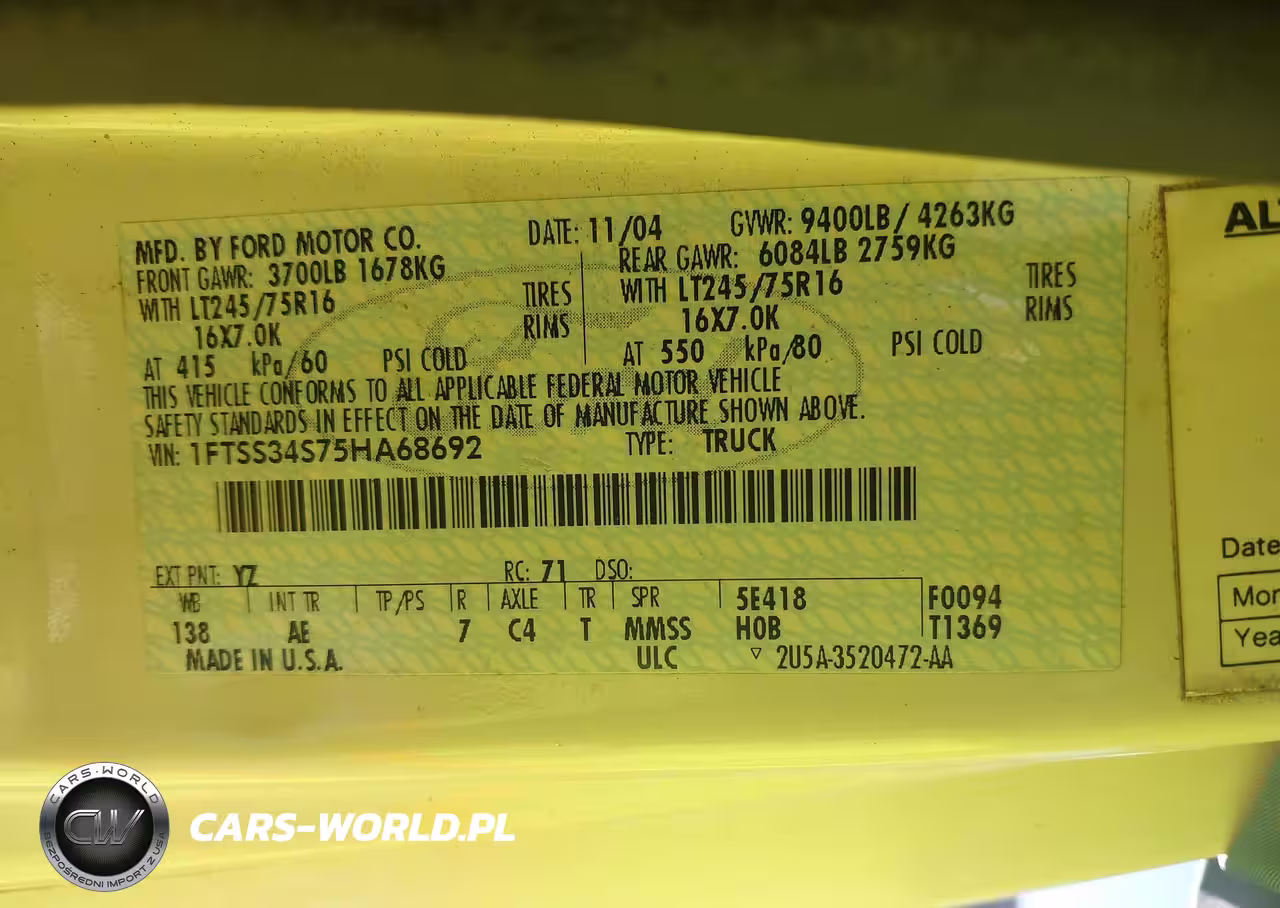 MFD. BY FORD MOTOR CO. DATE: 11/04 GVWR: 9400LB/ 4263KG
FRONT GAWR: 3700LB 1678KG REAR GAWR: 6084LB 2759KG
WITH LT245/75R16 TIRES WITH LT245/75R16 TIRES
16X7.0K RIMS 16X7.0K RIMS
AT 415 kPa/60 PSI COLD AT 550 kPa/80 PSI COLD
THIS VEHICLE CONFORMS TO ALL APPLICABLE FEDERAL MOTOR VEHICLE
SAFETY STANDARDS IN EFFECT ON THE DATE OF MANUFACTURE SHOWN ABOVE.
VIN: 1FTSS34S75HA68692 TYPE: TRUCK
EXT PNT: YZ RC: 71 DSO:
WB INT TR TP/PS R AXLE TR SPR 5E418 F0094
138 AE 7 C4 T MMSS H0B T1369
MADE IN U.S.A. ULC ▽ 2U5A-3520472-AA
AL
Date
Mon
Yea
CARS-WORLD
CW
BEZPOŚREDNI IMPORT Z USA
CARS-WORLD.PL